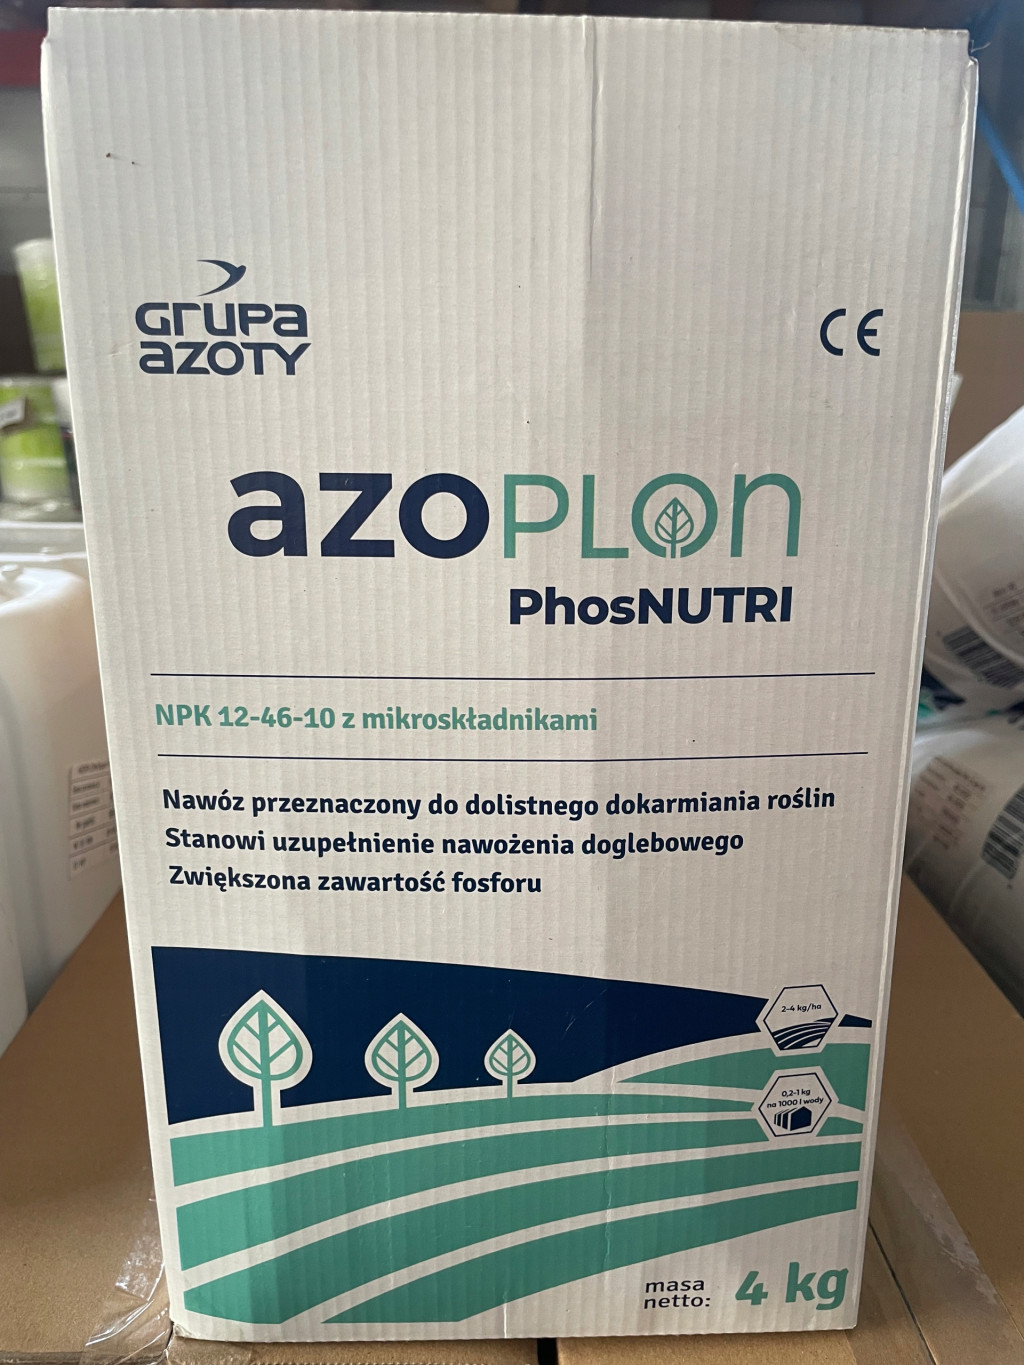 GRUPA
AZOTY
CE
azoPLON
PhosNUTRI
NPK 12-46-10 z mikroskładnikami
Nawóz przeznaczony do dolistnego dokarmiania roślin
Stanowi uzupełnienie nawożenia doglebowego
Zwiększona zawartość fosforu
2-4 kg/ha
0,2-1 kg
na 1000 l wody
masa
netto: 4 kg